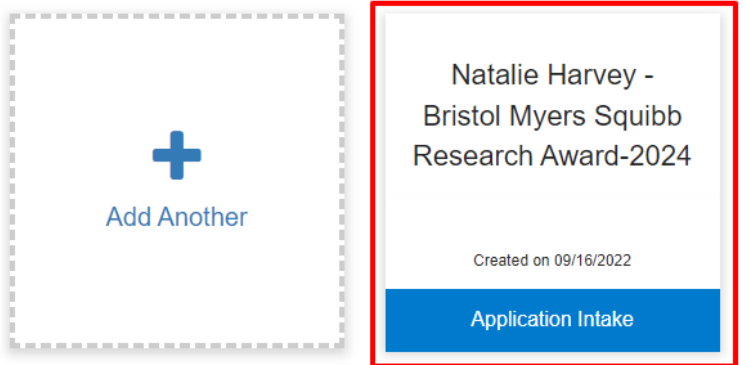 Add Another
Natalie Harvey -
Bristol Myers Squibb
Research Award-2024
Created on 09/16/2022
Application Intake